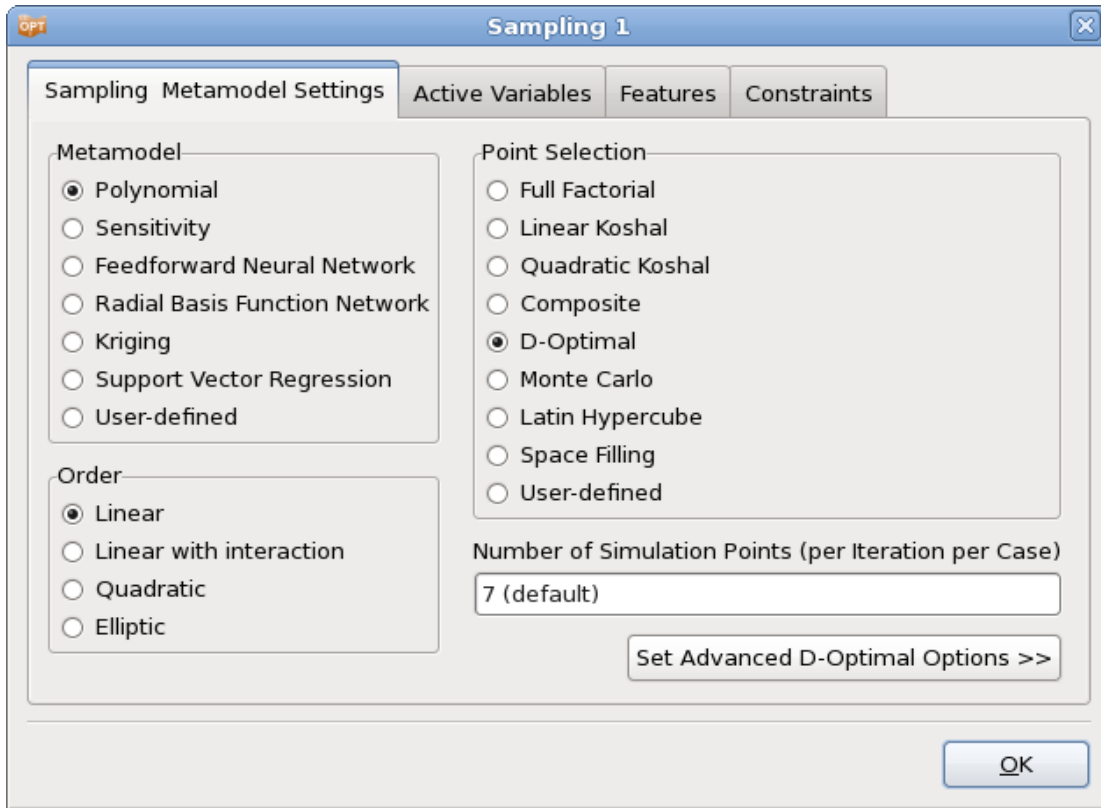 OPT
Sampling 1
Sampling  Metamodel Settings
Active Variables
Features
Constraints
Metamodel
Polynomial
Sensitivity
Feedforward Neural Network
Radial Basis Function Network
Kriging
Support Vector Regression
User-defined
Order
Linear
Linear with interaction
Quadratic
Elliptic
Point Selection
Full Factorial
Linear Koshal
Quadratic Koshal
Composite
D-Optimal
Monte Carlo
Latin Hypercube
Space Filling
User-defined
Number of Simulation Points (per Iteration per Case)
7 (default)
Set Advanced D-Optimal Options >>
OK